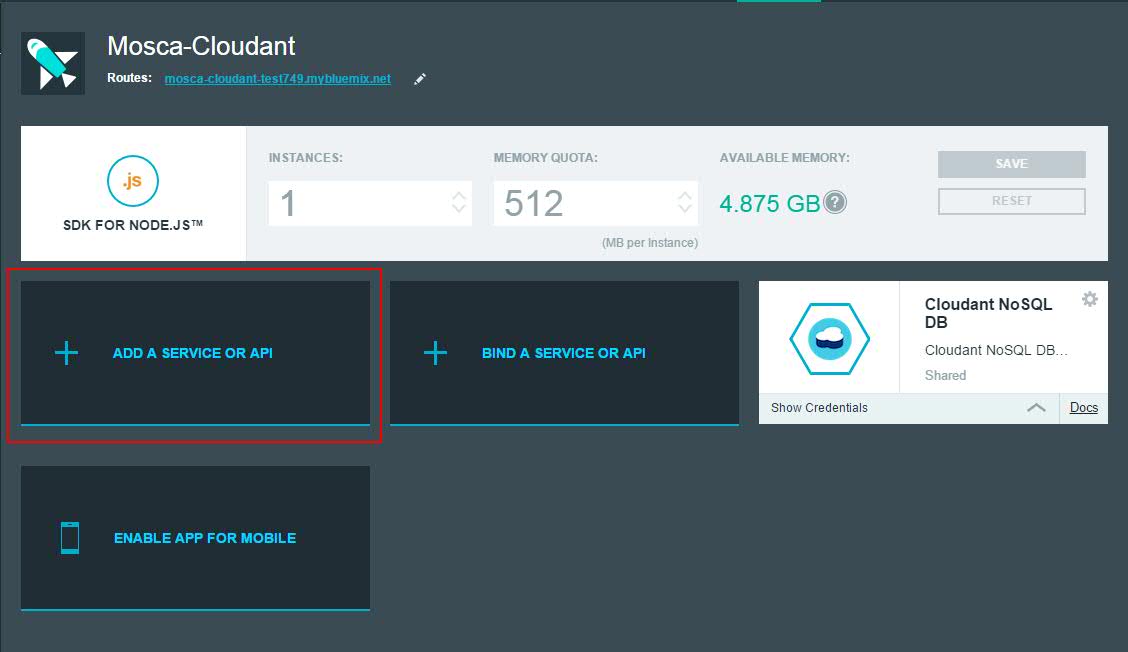 Mosca-Cloudant
Routes: mosca-cloudant-test749.mybluemix.net
.js
SDK FOR NODE.JS™
INSTANCES:
1
MEMORY QUOTA:
512
(MB per Instance)
AVAILABLE MEMORY:
4.875 GB ?
SAVE
RESET
ADD A SERVICE OR API
BIND A SERVICE OR API
Cloudant NoSQL
DB
Cloudant NoSQL DB...
Shared
Show Credentials
Docs
ENABLE APP FOR MOBILE